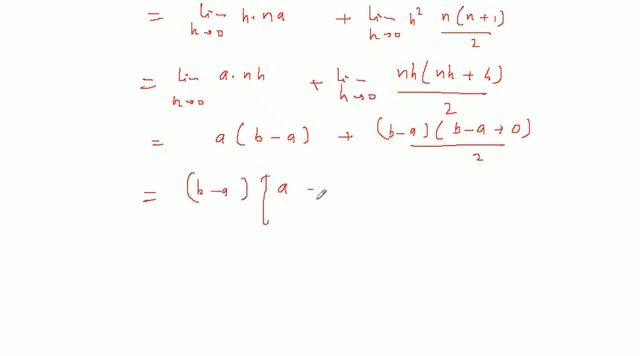 = lim h→0 h·na + lim h→0 h² n(n+1)/2
= lim h→0 a·nh + lim h→0 nh(nh+h)/2
= a(b-a) + (b-a)(b-a+0)/2
= (b-a) [ a -